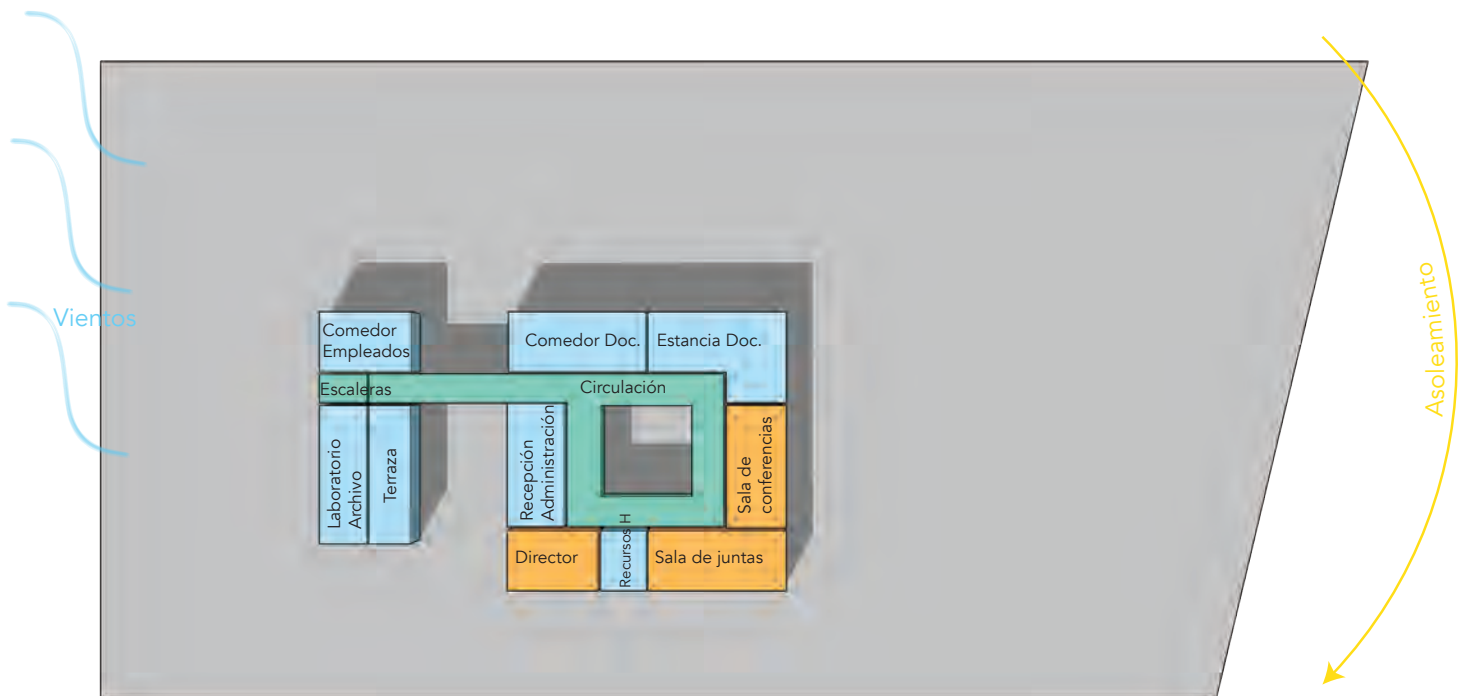 Vientos
Comedor
Empleados
Comedor Doc.
Estancia Doc.
Escaleras
Circulación
Laboratorio
Archivo
Terraza
Recepción
Administración
Sala de
conferencias
Director
Recursos H
Sala de juntas
Asoleamiento